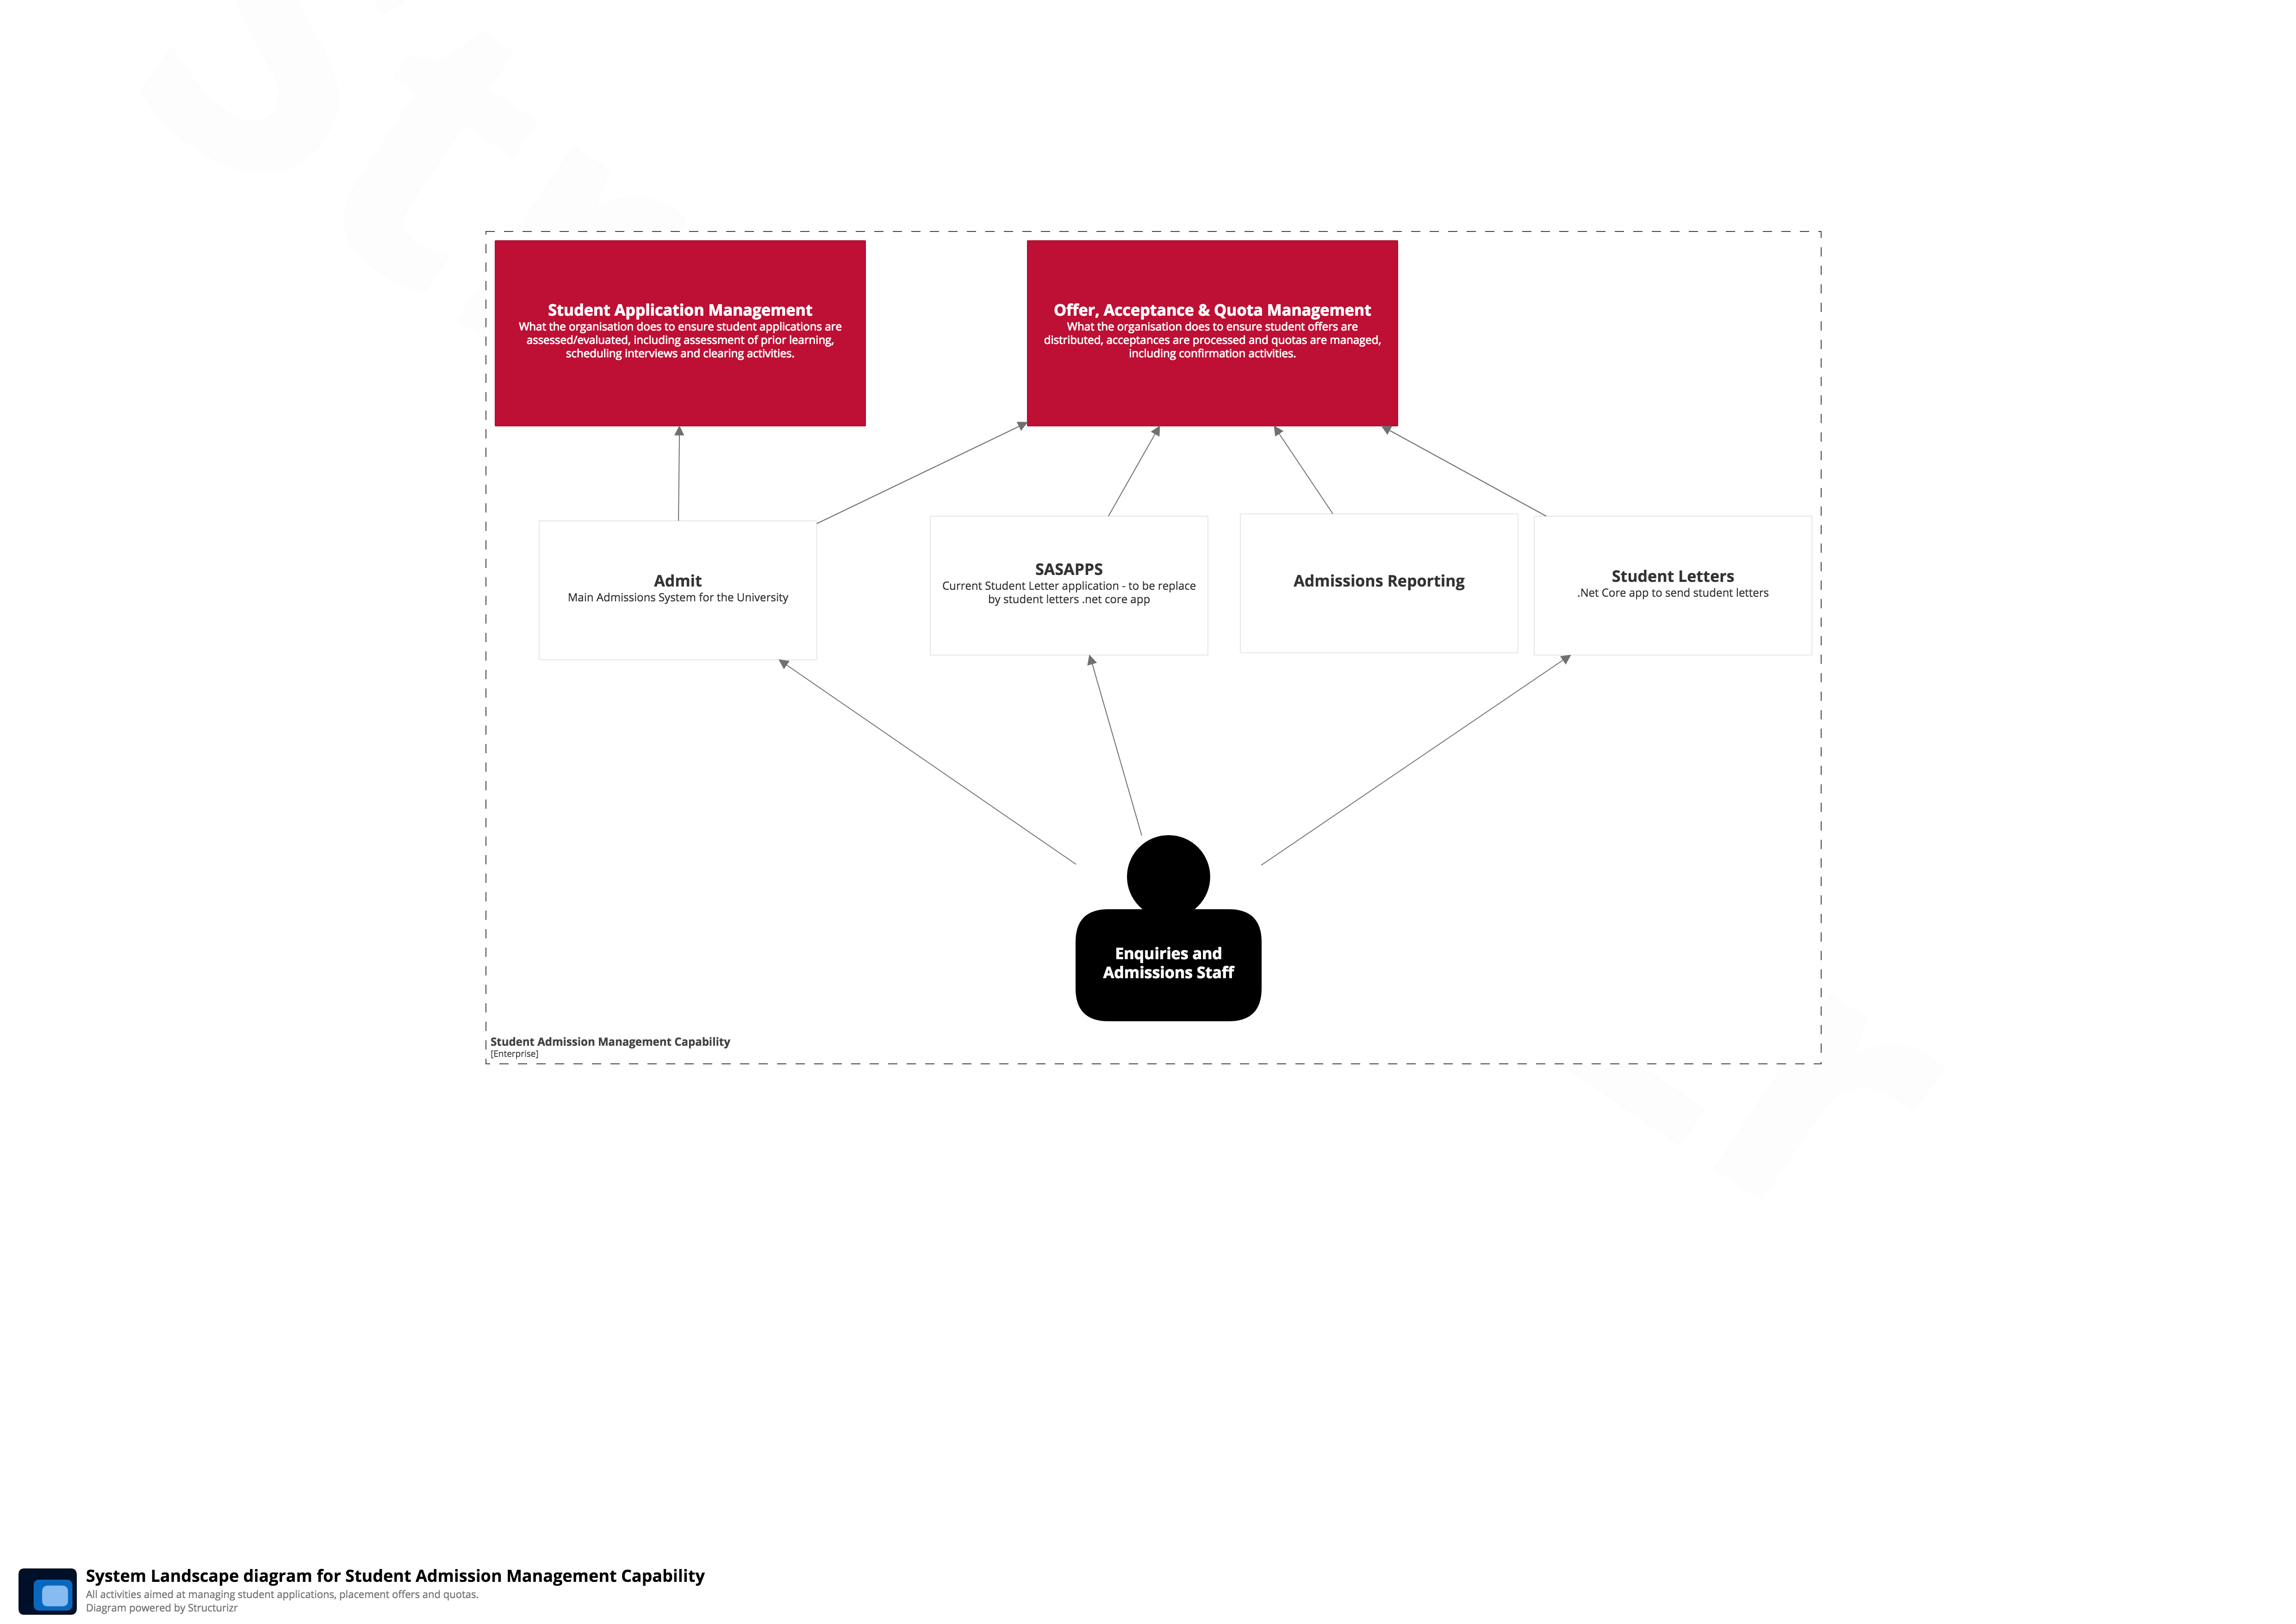 Student Application Management
What the organisation does to ensure student applications are
assessed/evaluated, including assessment of prior learning,
scheduling interviews and clearing activities.
Offer, Acceptance & Quota Management
What the organisation does to ensure student offers are
distributed, acceptances are processed and quotas are managed,
including confirmation activities.
Admit
Main Admissions System for the University
SASAPPS
Current Student Letter application - to be replace
by student letters .net core app
Admissions Reporting
Student Letters
.Net Core app to send student letters
Enquiries and
Admissions Staff
Student Admission Management Capability
[Enterprise]
System Landscape diagram for Student Admission Management Capability
All activities aimed at managing student applications, placement offers and quotas.
Diagram powered by Structurizr